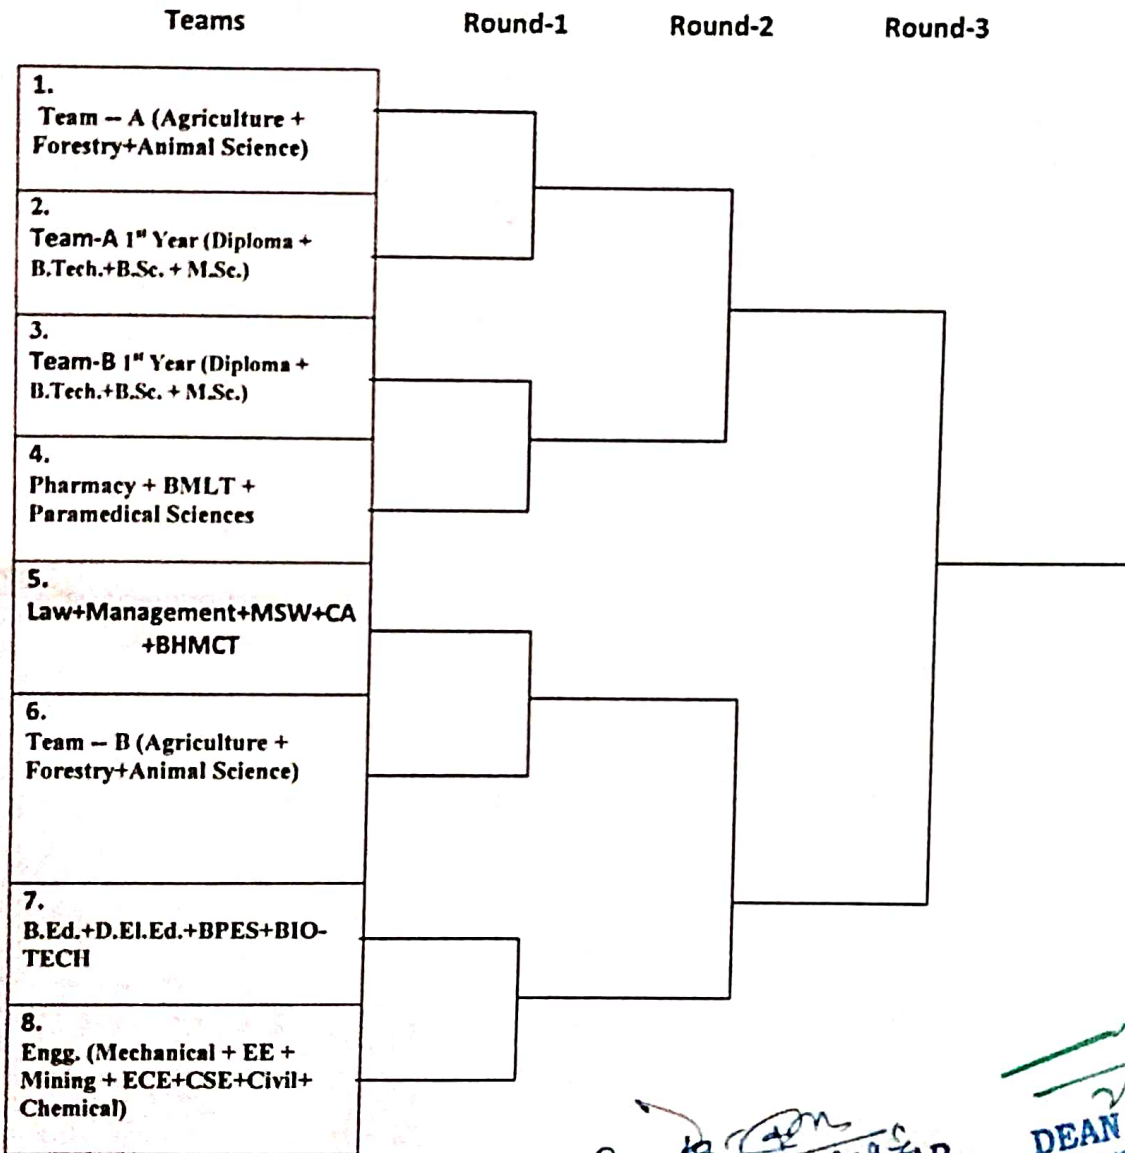 Teams Round-1 Round-2 Round-3
1.
Team – A (Agriculture +
Forestry+Animal Science)
2.
Team-A 1st Year (Diploma +
B.Tech.+B.Sc. + M.Sc.)
3.
Team-B 1st Year (Diploma +
B.Tech.+B.Sc. + M.Sc.)
4.
Pharmacy + BMLT +
Paramedical Sciences
5.
Law+Management+MSW+CA
+BHMCT
6.
Team – B (Agriculture +
Forestry+Animal Science)
7.
B.Ed.+D.El.Ed.+BPES+BIO-
TECH
8.
Engg. (Mechanical + EE +
Mining + ECE+CSE+Civil+
Chemical)
DEAN